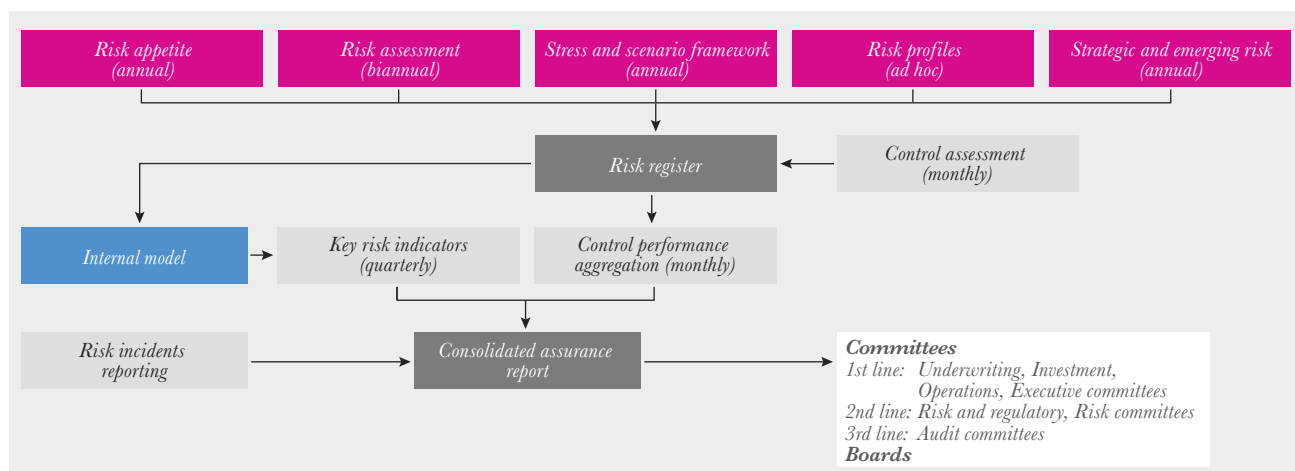 Risk appetite
(annual)
Risk assessment
(biannual)
Stress and scenario framework
(annual)
Risk profiles
(ad hoc)
Strategic and emerging risk
(annual)
Risk register
Control assessment
(monthly)
Internal model
Key risk indicators
(quarterly)
Control performance
aggregation (monthly)
Risk incidents
reporting
Consolidated assurance
report
Committees
1st line: Underwriting, Investment,
Operations, Executive committees
2nd line: Risk and regulatory, Risk committees
3rd line: Audit committees
Boards